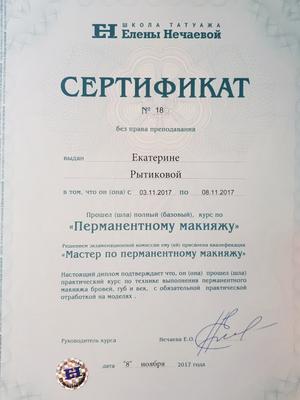 ШКОЛА ТАТУАЖА
ЕН Елены Нечаевой
СЕРТИФИКАТ
№ 18
без права преподавания
выдан Екатерине
Рытиковой
в том, что он (она) с 03.11.2017 по 08.11.2017
Прошел (шла) полный (базовый), курс по
«Перманентному макияжу»
Решением экзаменационной комиссии ему (ей) присвоена квалификация
«Мастер по перманентному макияжу»
Настоящий диплом подтверждает что, он (она) прошел (шла)
практический курс по технике выполнения перманентного
макияжа бровей, губ и век, с обязательной практической
отработкой на моделях .
Руководитель курса Нечаева Е.О.
ЕН
дата "8" ноября 2017 года